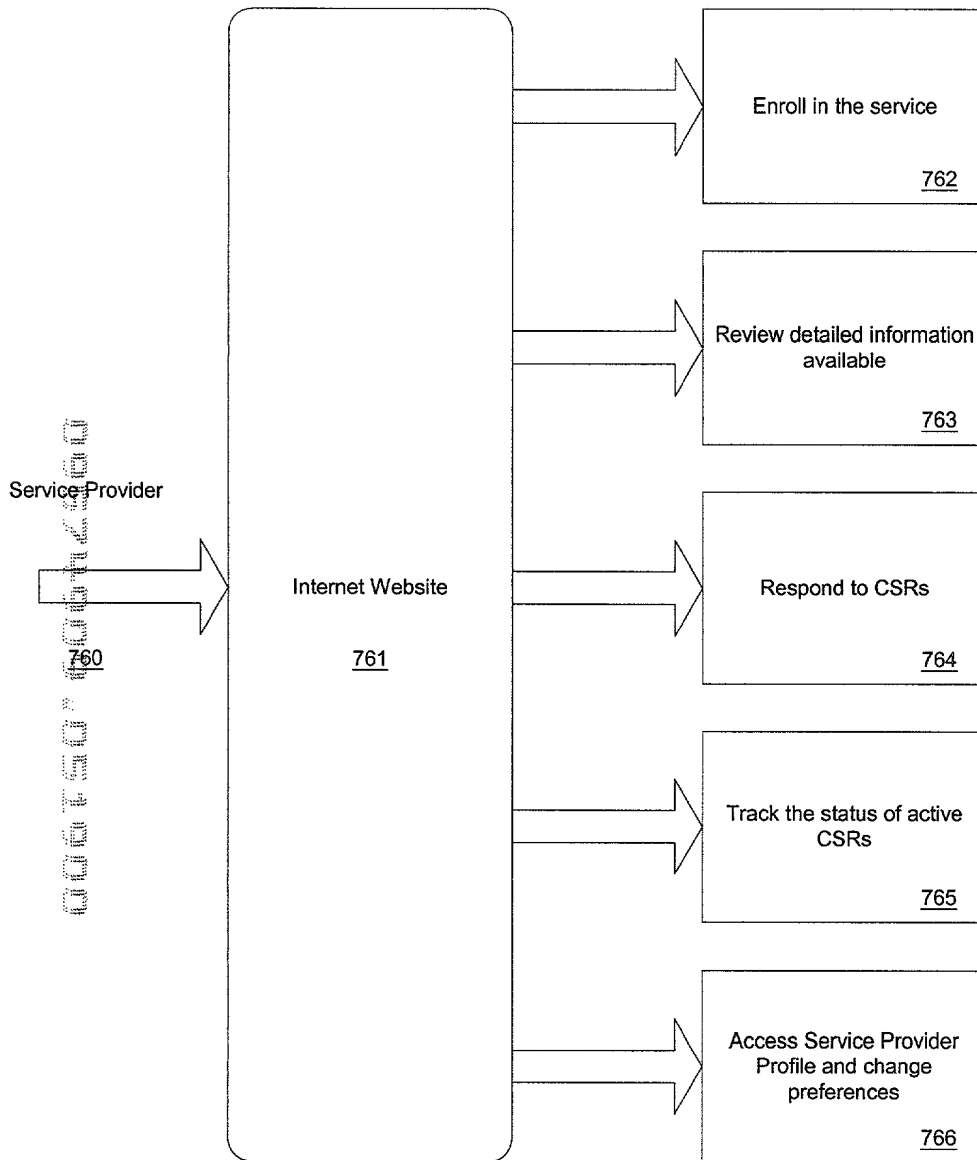 Enroll in the service
762
Review detailed information
available
763
Service Provider
760
Internet Website
761
Respond to CSRs
764
Track the status of active
CSRs
765
Access Service Provider
Profile and change
preferences
766